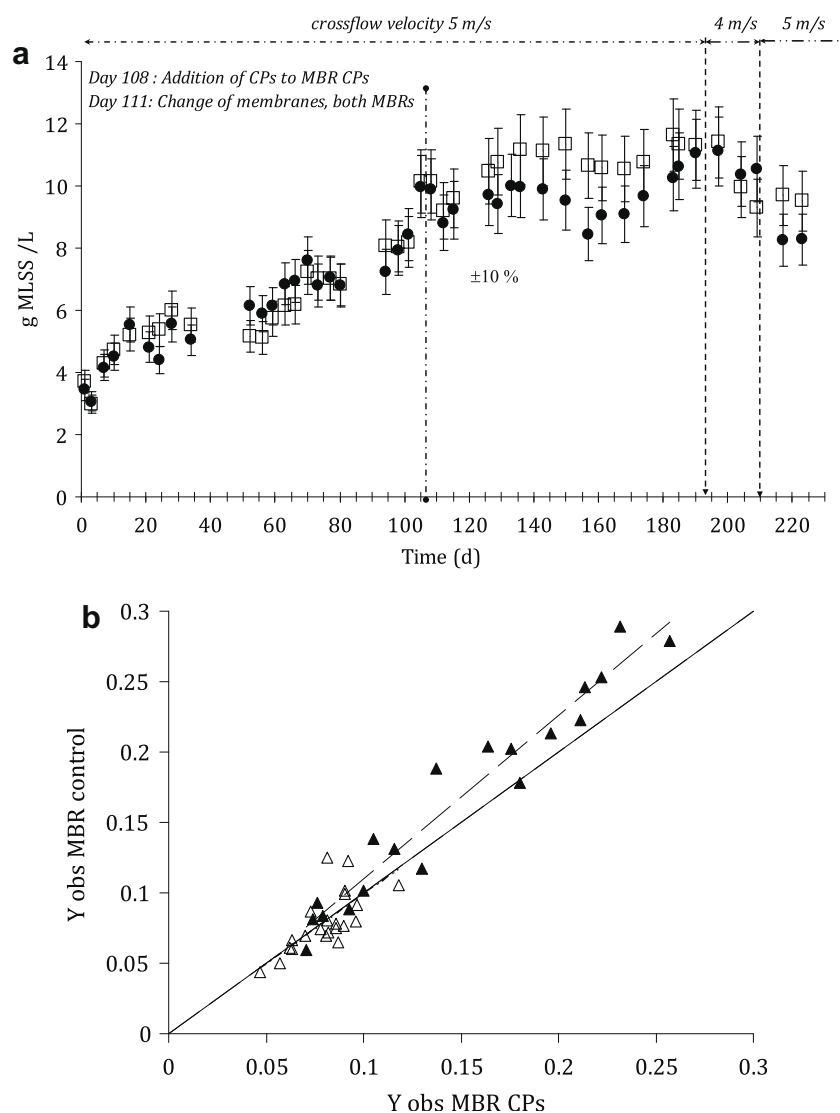 crossflow velocity 5 m/s
4 m/s
5 m/s
a
Day 108 : Addition of CPs to MBR CPs
Day 111: Change of membranes, both MBRs
14
12
10
8
6
4
2
0
g MLSS /L
±10 %
0 20 40 60 80 100 120 140 160 180 200 220
Time (d)
b
0.3
0.25
0.2
0.15
0.1
0.05
0
Y obs MBR control
0 0.05 0.1 0.15 0.2 0.25 0.3
Y obs MBR CPs